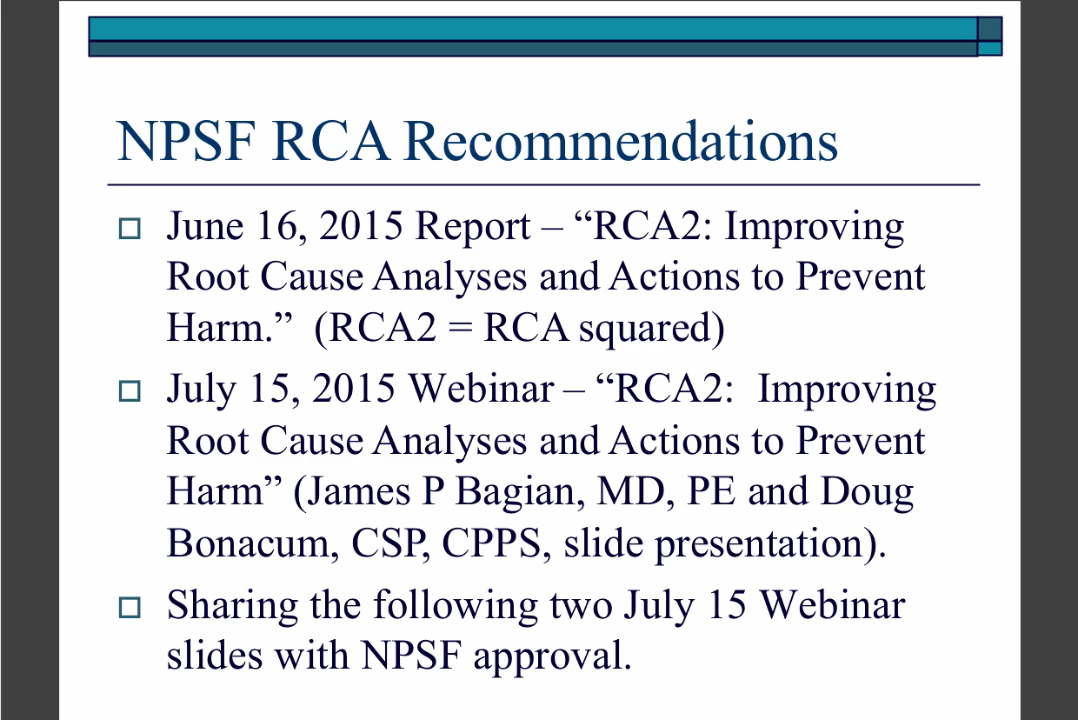 NPSF RCA Recommendations
June 16, 2015 Report – “RCA2: Improving
Root Cause Analyses and Actions to Prevent
Harm.”  (RCA2 = RCA squared)
July 15, 2015 Webinar – “RCA2:  Improving
Root Cause Analyses and Actions to Prevent
Harm” (James P Bagian, MD, PE and Doug
Bonacum, CSP, CPPS, slide presentation).
Sharing the following two July 15 Webinar
slides with NPSF approval.